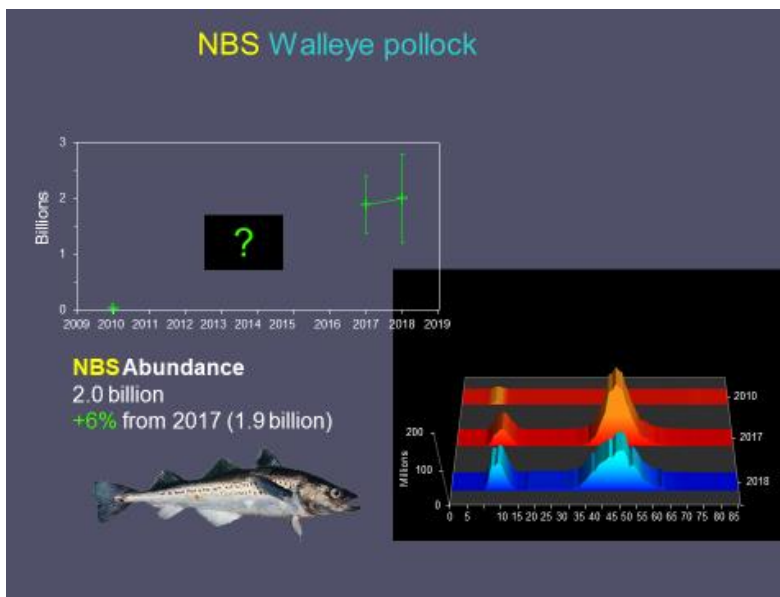 NBS Walleye pollock
3
2
1
0
Billions
?
2009 2010 2011 2012 2013 2014 2015 2016 2017 2018 2019
NBS Abundance
2.0 billion
+6% from 2017 (1.9 billion)
200
100
0
Millions
2010
2017
2018
0 5 10 15 20 25 30 35 40 45 50 55 60 65 70 75 80 85